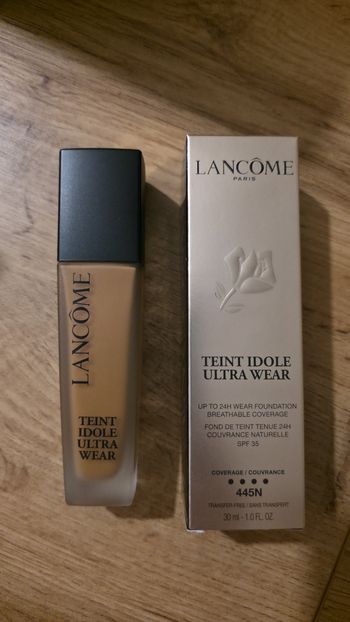 LANCÔME
TEINT
IDOLE
ULTRA
WEAR
LANCÔME
PARIS
TEINT IDOLE
ULTRA WEAR
UP TO 24H WEAR FOUNDATION
BREATHABLE COVERAGE
FOND DE TEINT TENUE 24H
COUVRANCE NATURELLE
SPF 35
COVERAGE / COUVRANCE
445N
TRANSFER-FREE / SANS TRANSFERT
30 ml - 1.0 FL. OZ.